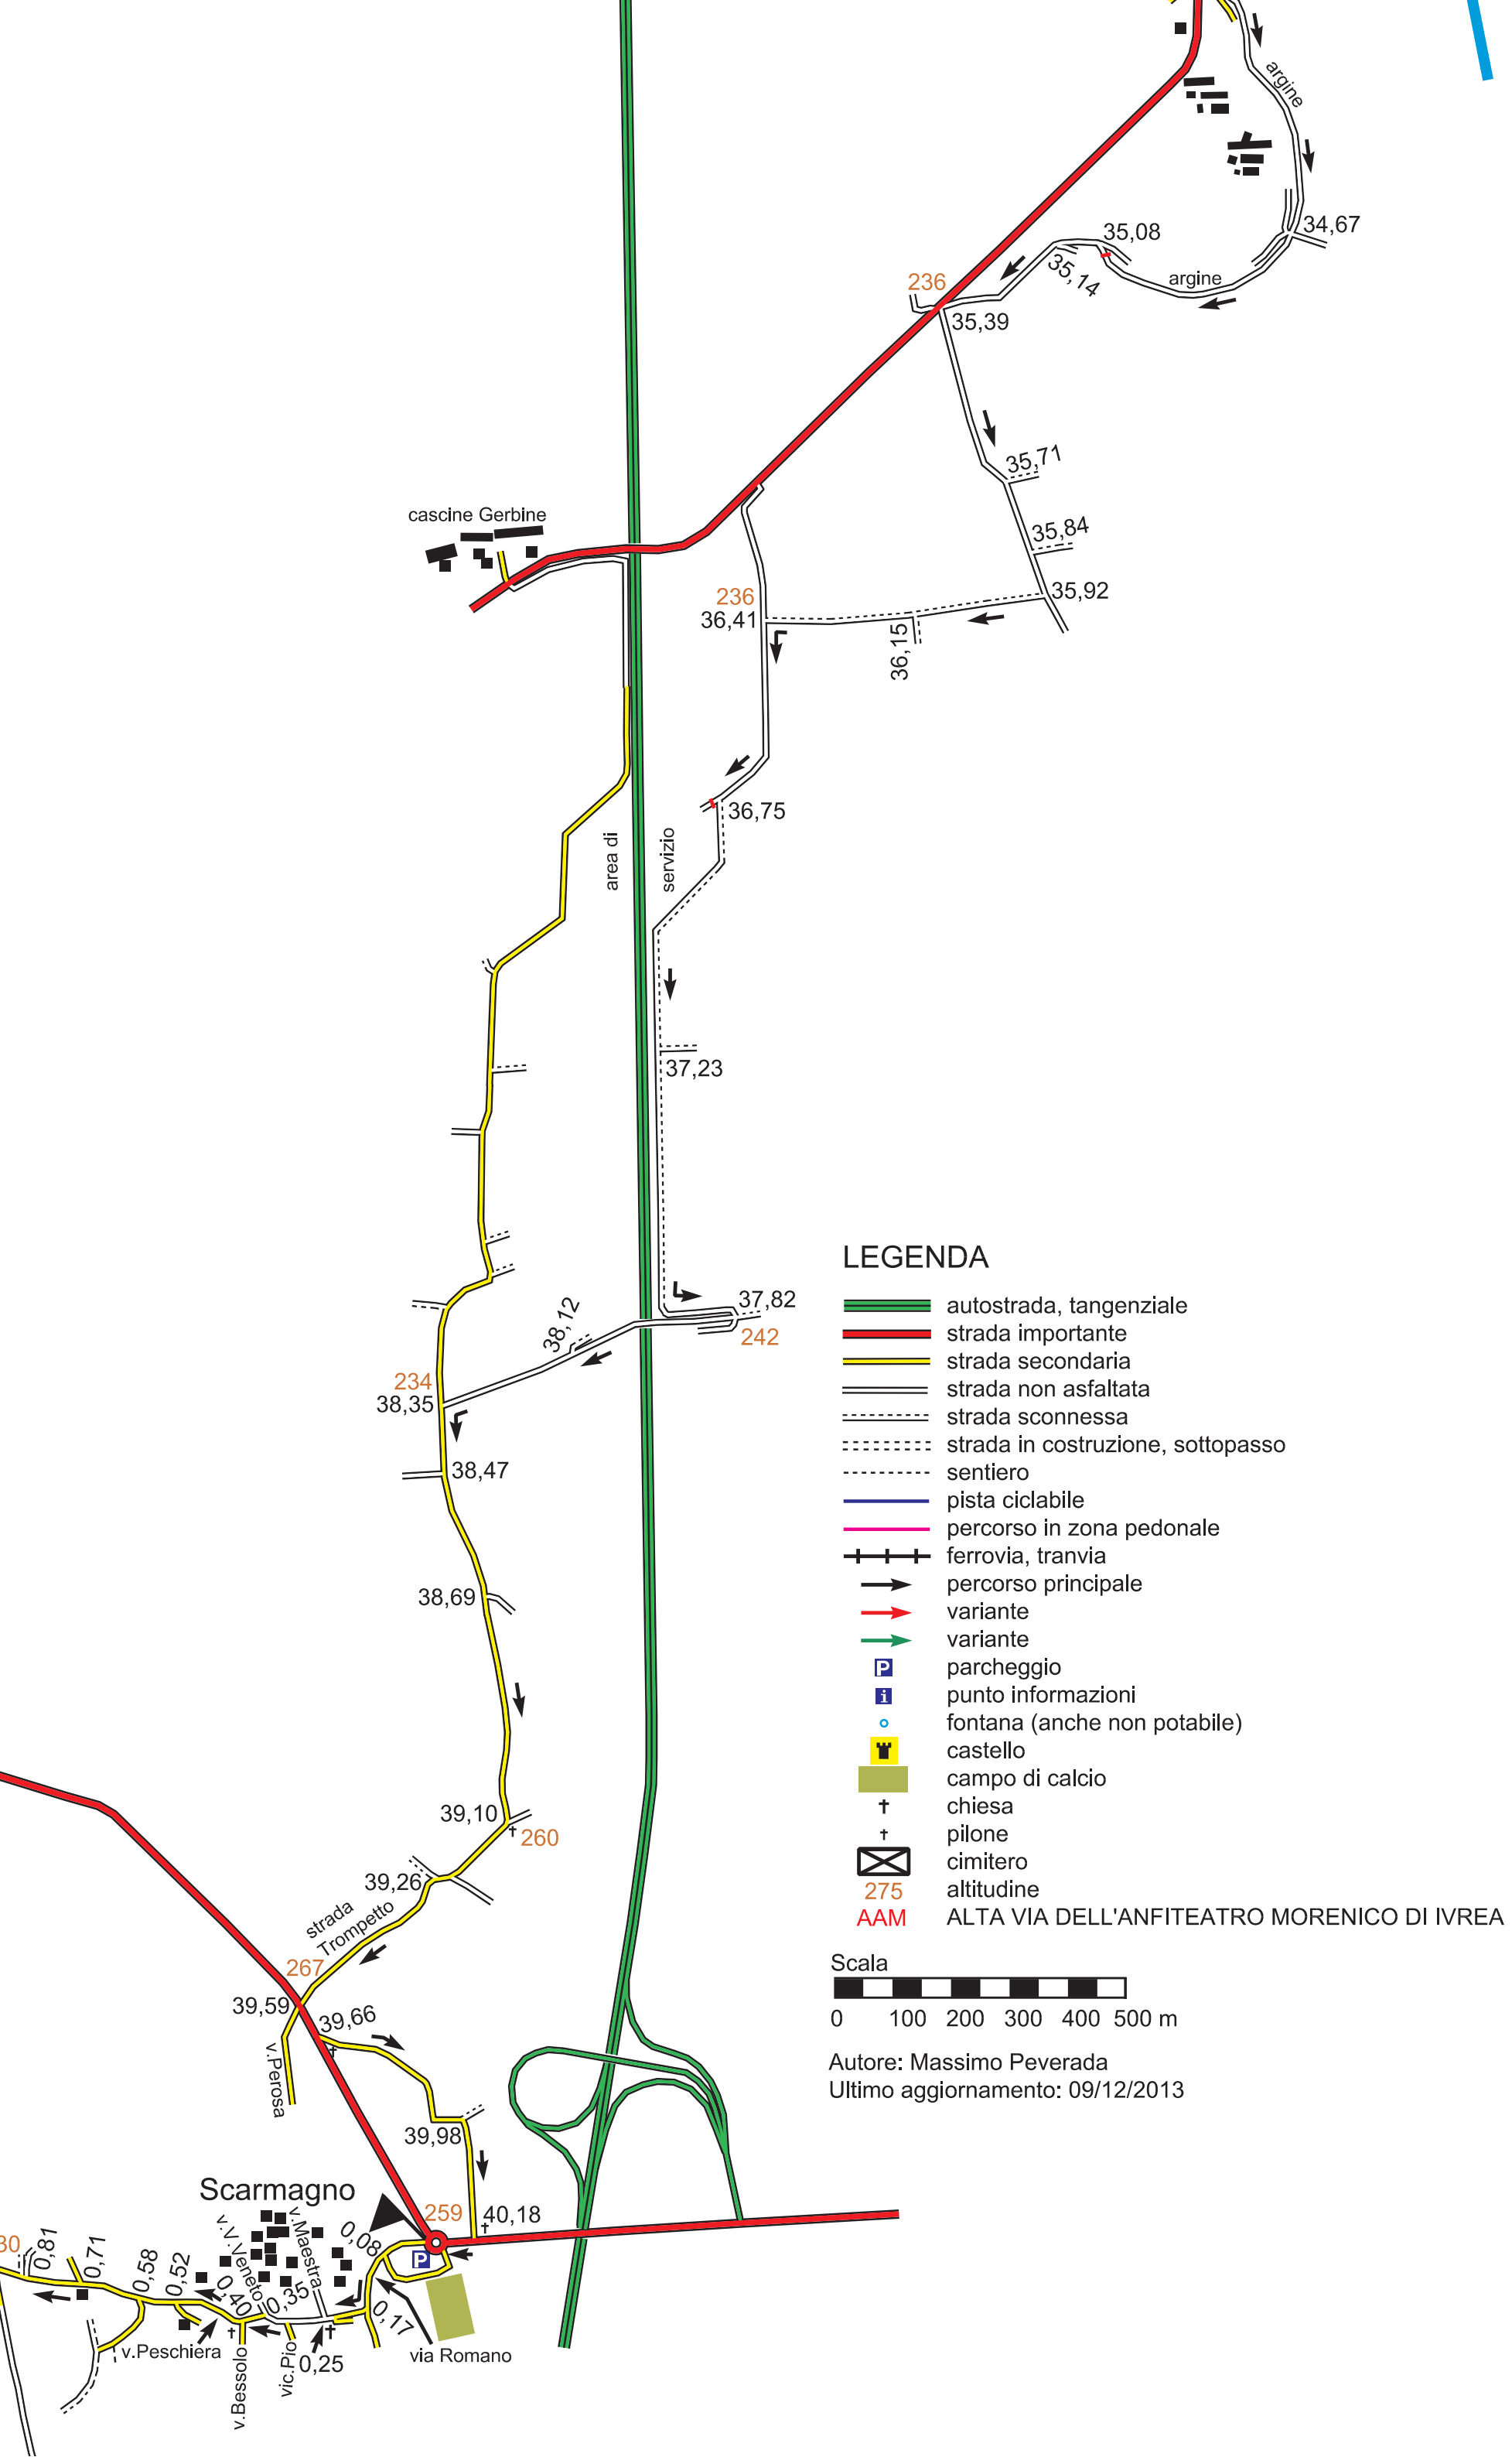 argine
34,67
35,08
35,14
argine
236
35,39
35,71
cascine Gerbine
35,84
35,92
236
36,41
36,15
36,75
area di
servizio
37,23
37,82
242
38,12
234
38,35
38,47
38,69
39,10
260
39,26
strada
Trompetto
267
39,59
39,66
v.Perosa
39,98
Scarmagno
259
40,18
P
0,08
v.Maestra
v.V.Veneto
30
0,81
0,71
0,58
0,52
0,40
0,35
0,17
v.Peschiera
v.Bessolo
vic.Pio
0,25
via Romano
LEGENDA
autostrada, tangenziale
strada importante
strada secondaria
strada non asfaltata
strada sconnessa
strada in costruzione, sottopasso
sentiero
pista ciclabile
percorso in zona pedonale
ferrovia, tranvia
percorso principale
variante
variante
P parcheggio
i punto informazioni
fontana (anche non potabile)
castello
campo di calcio
chiesa
pilone
cimitero
275 altitudine
AAM ALTA VIA DELL'ANFITEATRO MORENICO DI IVREA
Scala
0 100 200 300 400 500 m
Autore: Massimo Peverada
Ultimo aggiornamento: 09/12/2013